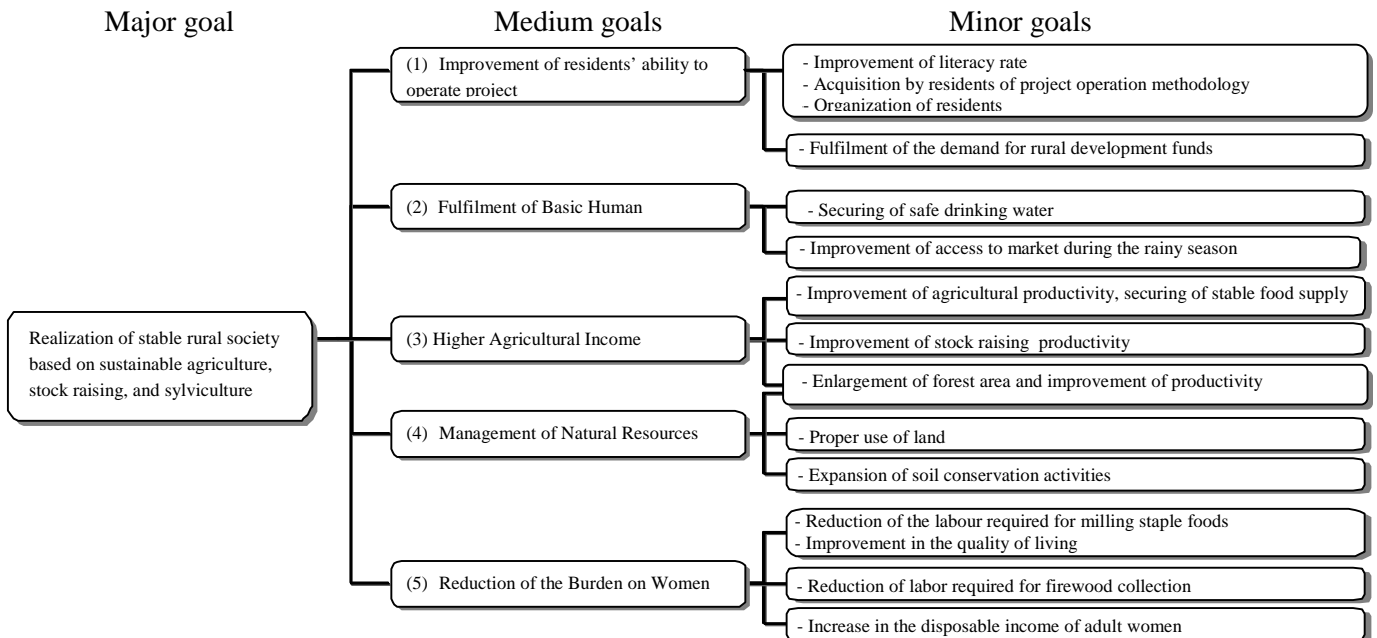 Major goal
Medium goals
Minor goals
Realization of stable rural society
based on sustainable agriculture,
stock raising, and sylviculture
(1) Improvement of residents’ ability to
operate project
- Improvement of literacy rate
- Acquisition by residents of project operation methodology
- Organization of residents
- Fulfilment of the demand for rural development funds
(2) Fulfilment of Basic Human
- Securing of safe drinking water
- Improvement of access to market during the rainy season
(3) Higher Agricultural Income
- Improvement of agricultural productivity, securing of stable food supply
- Improvement of stock raising productivity
- Enlargement of forest area and improvement of productivity
(4) Management of Natural Resources
- Proper use of land
- Expansion of soil conservation activities
(5) Reduction of the Burden on Women
- Reduction of the labour required for milling staple foods
- Improvement in the quality of living
- Reduction of labor required for firewood collection
- Increase in the disposable income of adult women